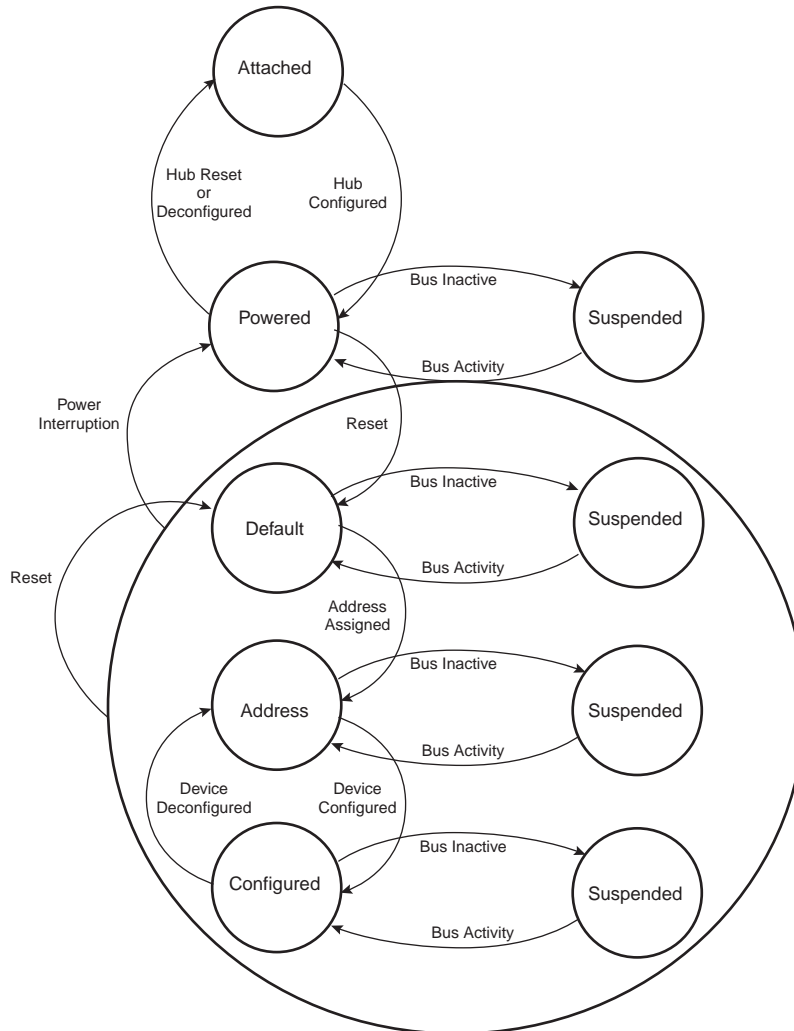 Attached
Hub Reset
or
Deconfigured
Hub
Configured
Bus Inactive
Powered
Suspended
Bus Activity
Power
Interruption
Reset
Bus Inactive
Default
Suspended
Bus Activity
Reset
Address
Assigned
Bus Inactive
Address
Suspended
Bus Activity
Device
Deconfigured
Device
Configured
Bus Inactive
Configured
Suspended
Bus Activity